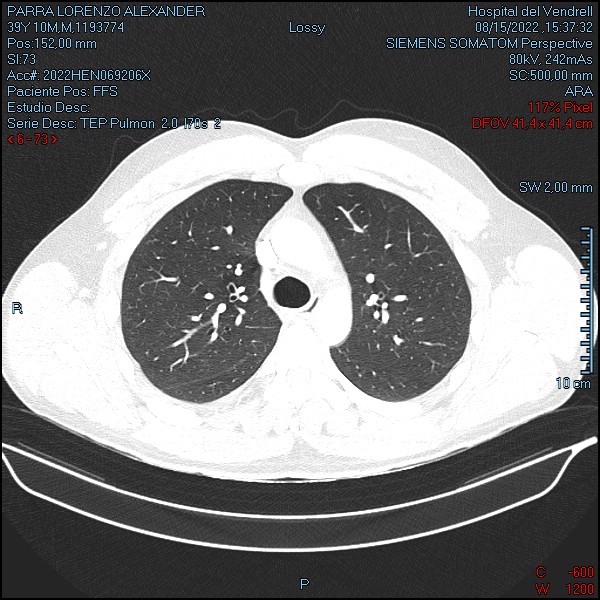 PARRA LORENZO ALEXANDER
39Y 10M,M,1193774
Pos:152,00 mm
SI:73
Acc#: 2022HEN069206X
Paciente Pos: FFS
Estudio Desc:
Serie Desc: TEP Pulmon 2.0 I70s 2
<6-73>
Lossy
Hospital del Vendrell
08/15/2022 ,15:37:32
SIEMENS SOMATOM Perspective
80kV, 242mAs
SC:500,00 mm
ARA
117% Pixel
DFOV 41,4 x 41,4 cm
SW 2,00 mm
R
10 cm
P
C -600
W 1200